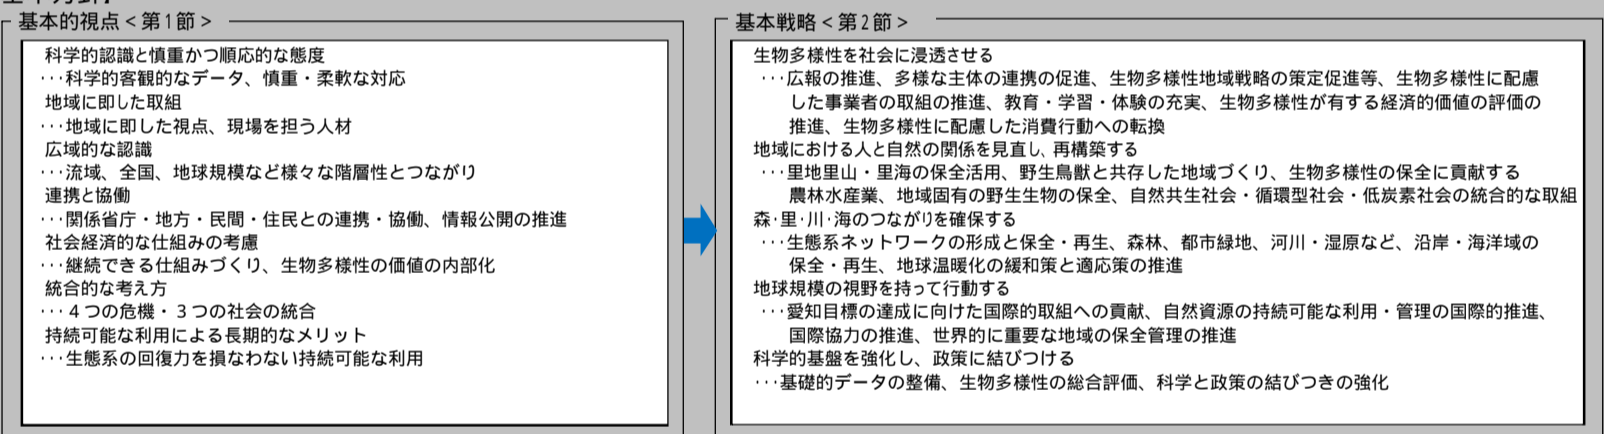 基本的視点＜第1節＞
科学的認識と慎重かつ順応的な態度
･･･科学的客観的なデータ、慎重・柔軟な対応
地域に即した取組
･･･地域に即した視点、現場を担う人材
広域的な認識
･･･流域、全国、地球規模など様々な階層性とつながり
連携と協働
･･･関係省庁・地方・民間・住民との連携・協働、情報公開の推進
社会経済的な仕組みの考慮
･･･継続できる仕組みづくり、生物多様性の価値の内部化
統合的な考え方
･･･４つの危機・３つの社会の統合
持続可能な利用による長期的なメリット
･･･生態系の回復力を損なわない持続可能な利用
基本戦略＜第2節＞
生物多様性を社会に浸透させる
･･･広報の推進、多様な主体の連携の促進、生物多様性地域戦略の策定促進等、生物多様性に配慮
した事業者の取組の推進、教育・学習・体験の充実、生物多様性が有する経済的価値の評価の
推進、生物多様性に配慮した消費行動への転換
地域における人と自然の関係を見直し、再構築する
･･･里地里山・里海の保全活用、野生鳥獣と共存した地域づくり、生物多様性の保全に貢献する
農林水産業、地域固有の野生生物の保全、自然共生社会・循環型社会・低炭素社会の統合的な取組
森･里･川･海のつながりを確保する
･･･生態系ネットワークの形成と保全・再生、森林、都市緑地、河川・湿原など、沿岸・海洋域の
保全・再生、地球温暖化の緩和策と適応策の推進
地球規模の視野を持って行動する
･･･愛知目標の達成に向けた国際的取組への貢献、自然資源の持続可能な利用・管理の国際的推進、
国際協力の推進、世界的に重要な地域の保全管理の推進
科学的基盤を強化し、政策に結びつける
･･･基礎的データの整備、生物多様性の総合評価、科学と政策の結びつきの強化